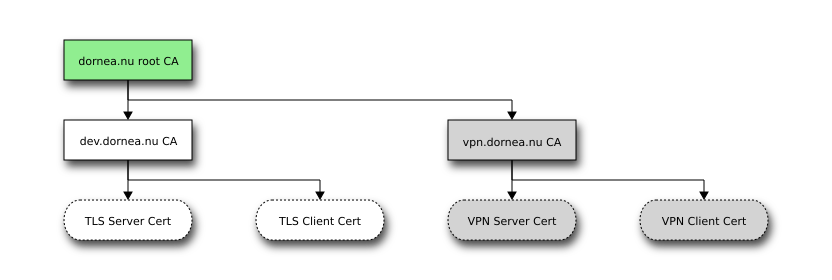 dornea.nu root CA
dev.dornea.nu CA
vpn.dornea.nu CA
TLS Server Cert
TLS Client Cert
VPN Server Cert
VPN Client Cert